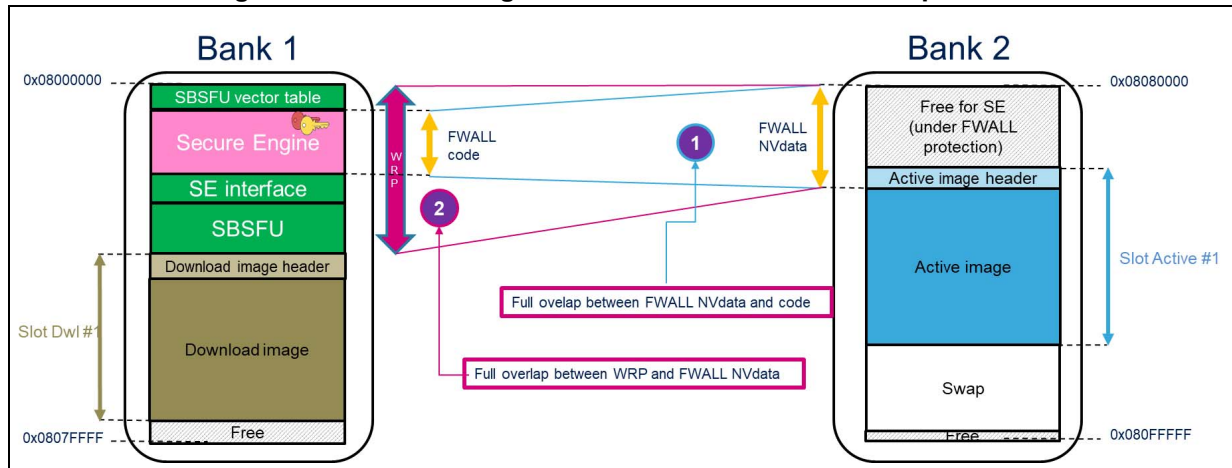 Bank 1
Bank 2
0x08000000
0x08080000
SBSFU vector table
Secure Engine
SE interface
SBSFU
Download image header
Download image
Free
Slot Dwl #1
0x0807FFFF
W
R
P
FWALL
code
1
2
FWALL
NVdata
Full ovelap between FWALL NVdata and code
Full overlap between WRP and FWALL NVdata
Free for SE
(under FWALL
protection)
Active image header
Active image
Swap
Free
Slot Active #1
0x080FFFFF